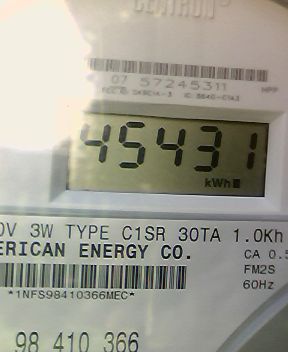 CENTRON
07 57245311
45431
kWh
0V 3W TYPE C1SR 30TA 1.0Kh
ERICAN ENERGY CO.
CA 0.5
FM2S
60Hz
*1NFS98410366MEC*
98 410 366